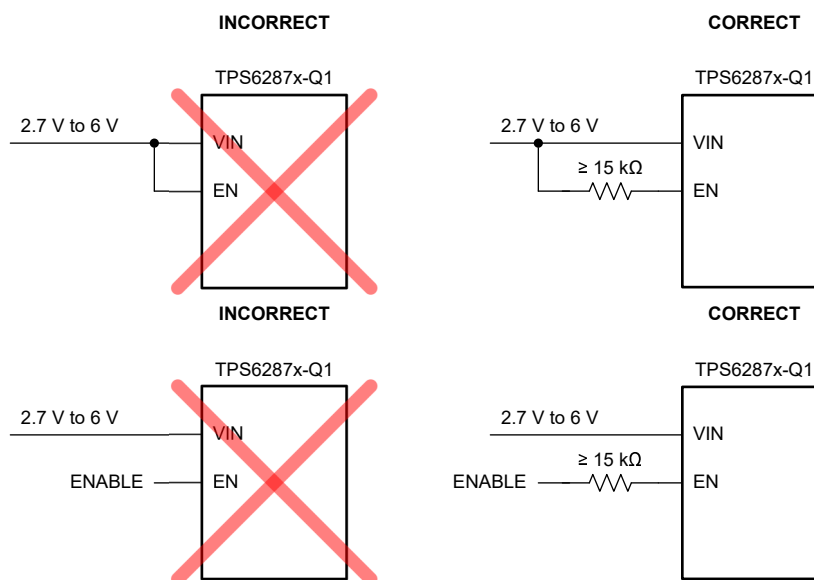 INCORRECT
CORRECT
TPS6287x-Q1
TPS6287x-Q1
2.7 V to 6 V
VIN
2.7 V to 6 V
VIN
≥ 15 kΩ
EN
EN
INCORRECT
CORRECT
TPS6287x-Q1
TPS6287x-Q1
2.7 V to 6 V
VIN
2.7 V to 6 V
VIN
≥ 15 kΩ
ENABLE
EN
ENABLE
EN